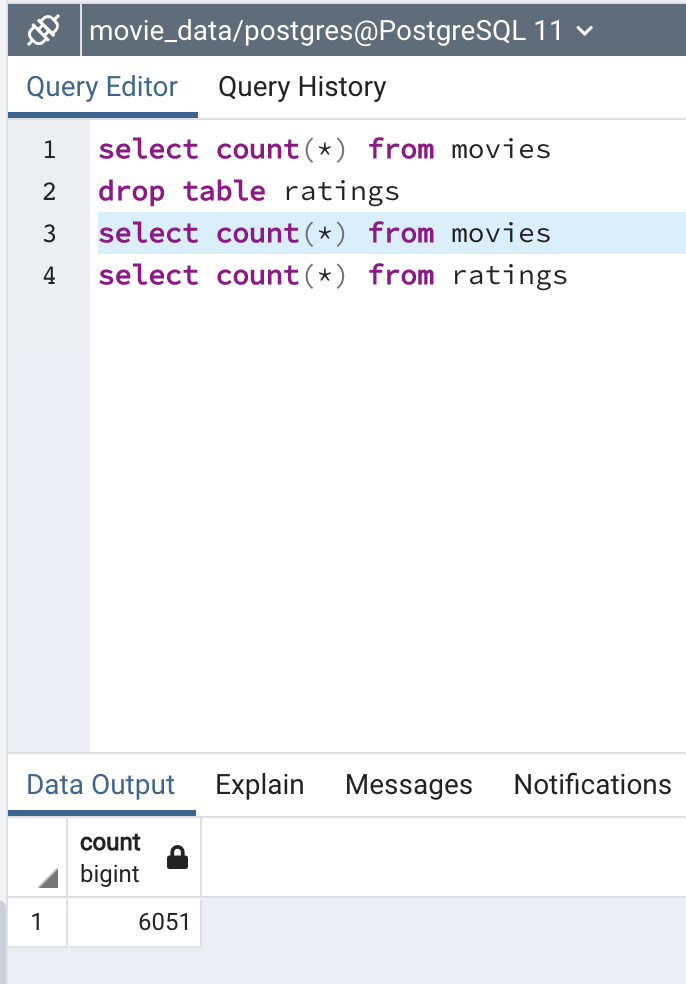 movie_data/postgres@PostgreSQL 11
Query Editor Query History
1 select count(*) from movies
2 drop table ratings
3 select count(*) from movies
4 select count(*) from ratings
Data Output Explain Messages Notifications
count
bigint
1 6051